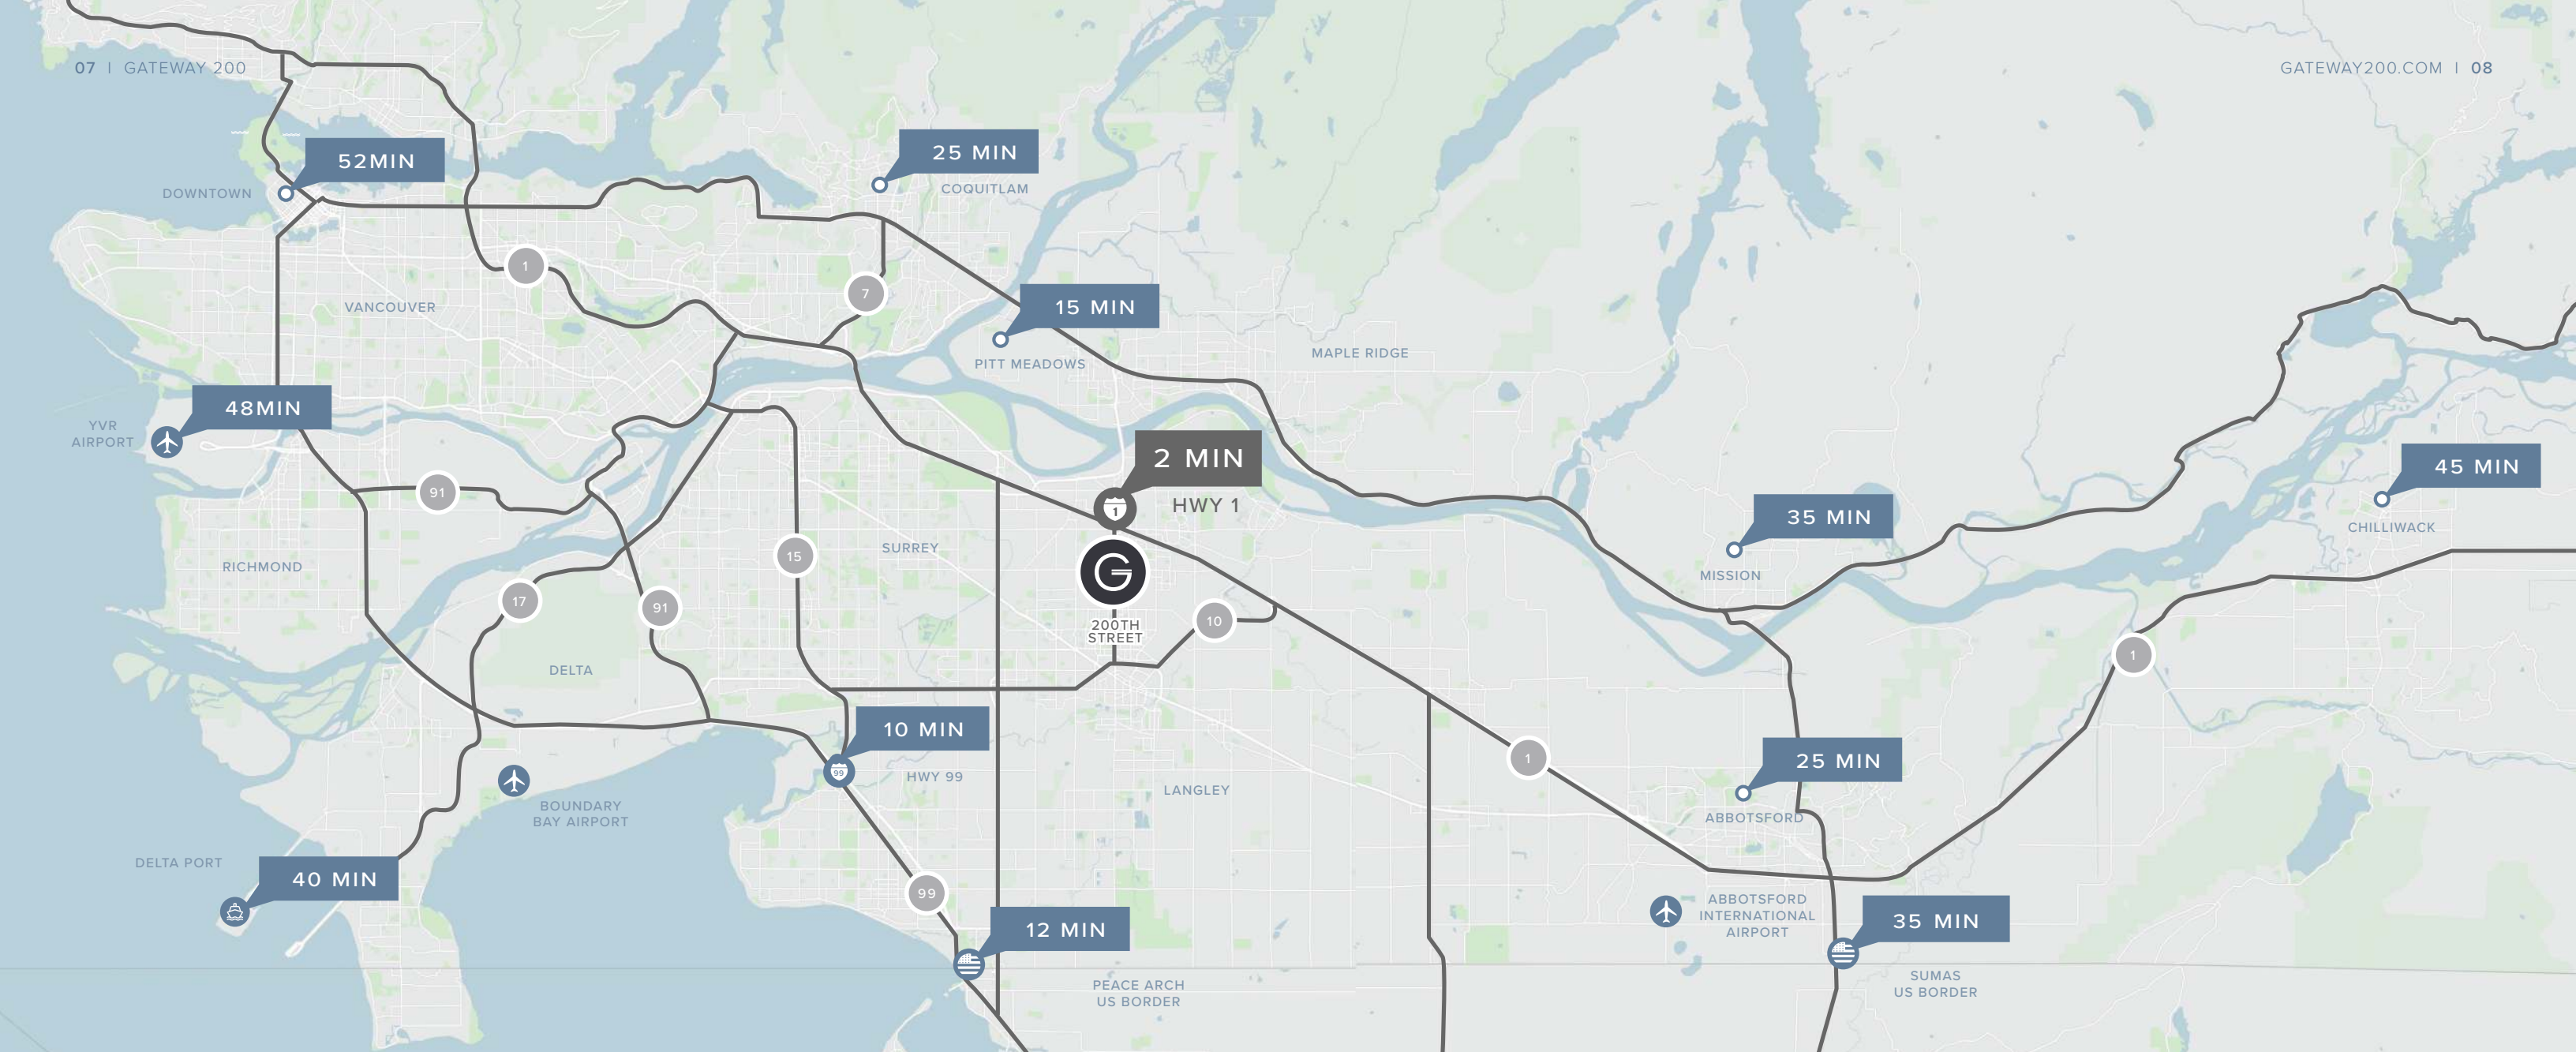 07 | GATEWAY 200
GATEWAY200.COM | 08
52MIN
DOWNTOWN
25 MIN
COQUITLAM
1
VANCOUVER
7
15 MIN
PITT MEADOWS
MAPLE RIDGE
48MIN
YVR
AIRPORT
91
RICHMOND
17
91
DELTA
15
SURREY
2 MIN
HWY 1
1
G
200TH
STREET
10
35 MIN
MISSION
45 MIN
CHILLIWACK
1
10 MIN
99
HWY 99
LANGLEY
1
25 MIN
ABBOTSFORD
BOUNDARY
BAY AIRPORT
DELTA PORT
40 MIN
99
12 MIN
PEACE ARCH
US BORDER
ABBOTSFORD
INTERNATIONAL
AIRPORT
35 MIN
SUMAS
US BORDER